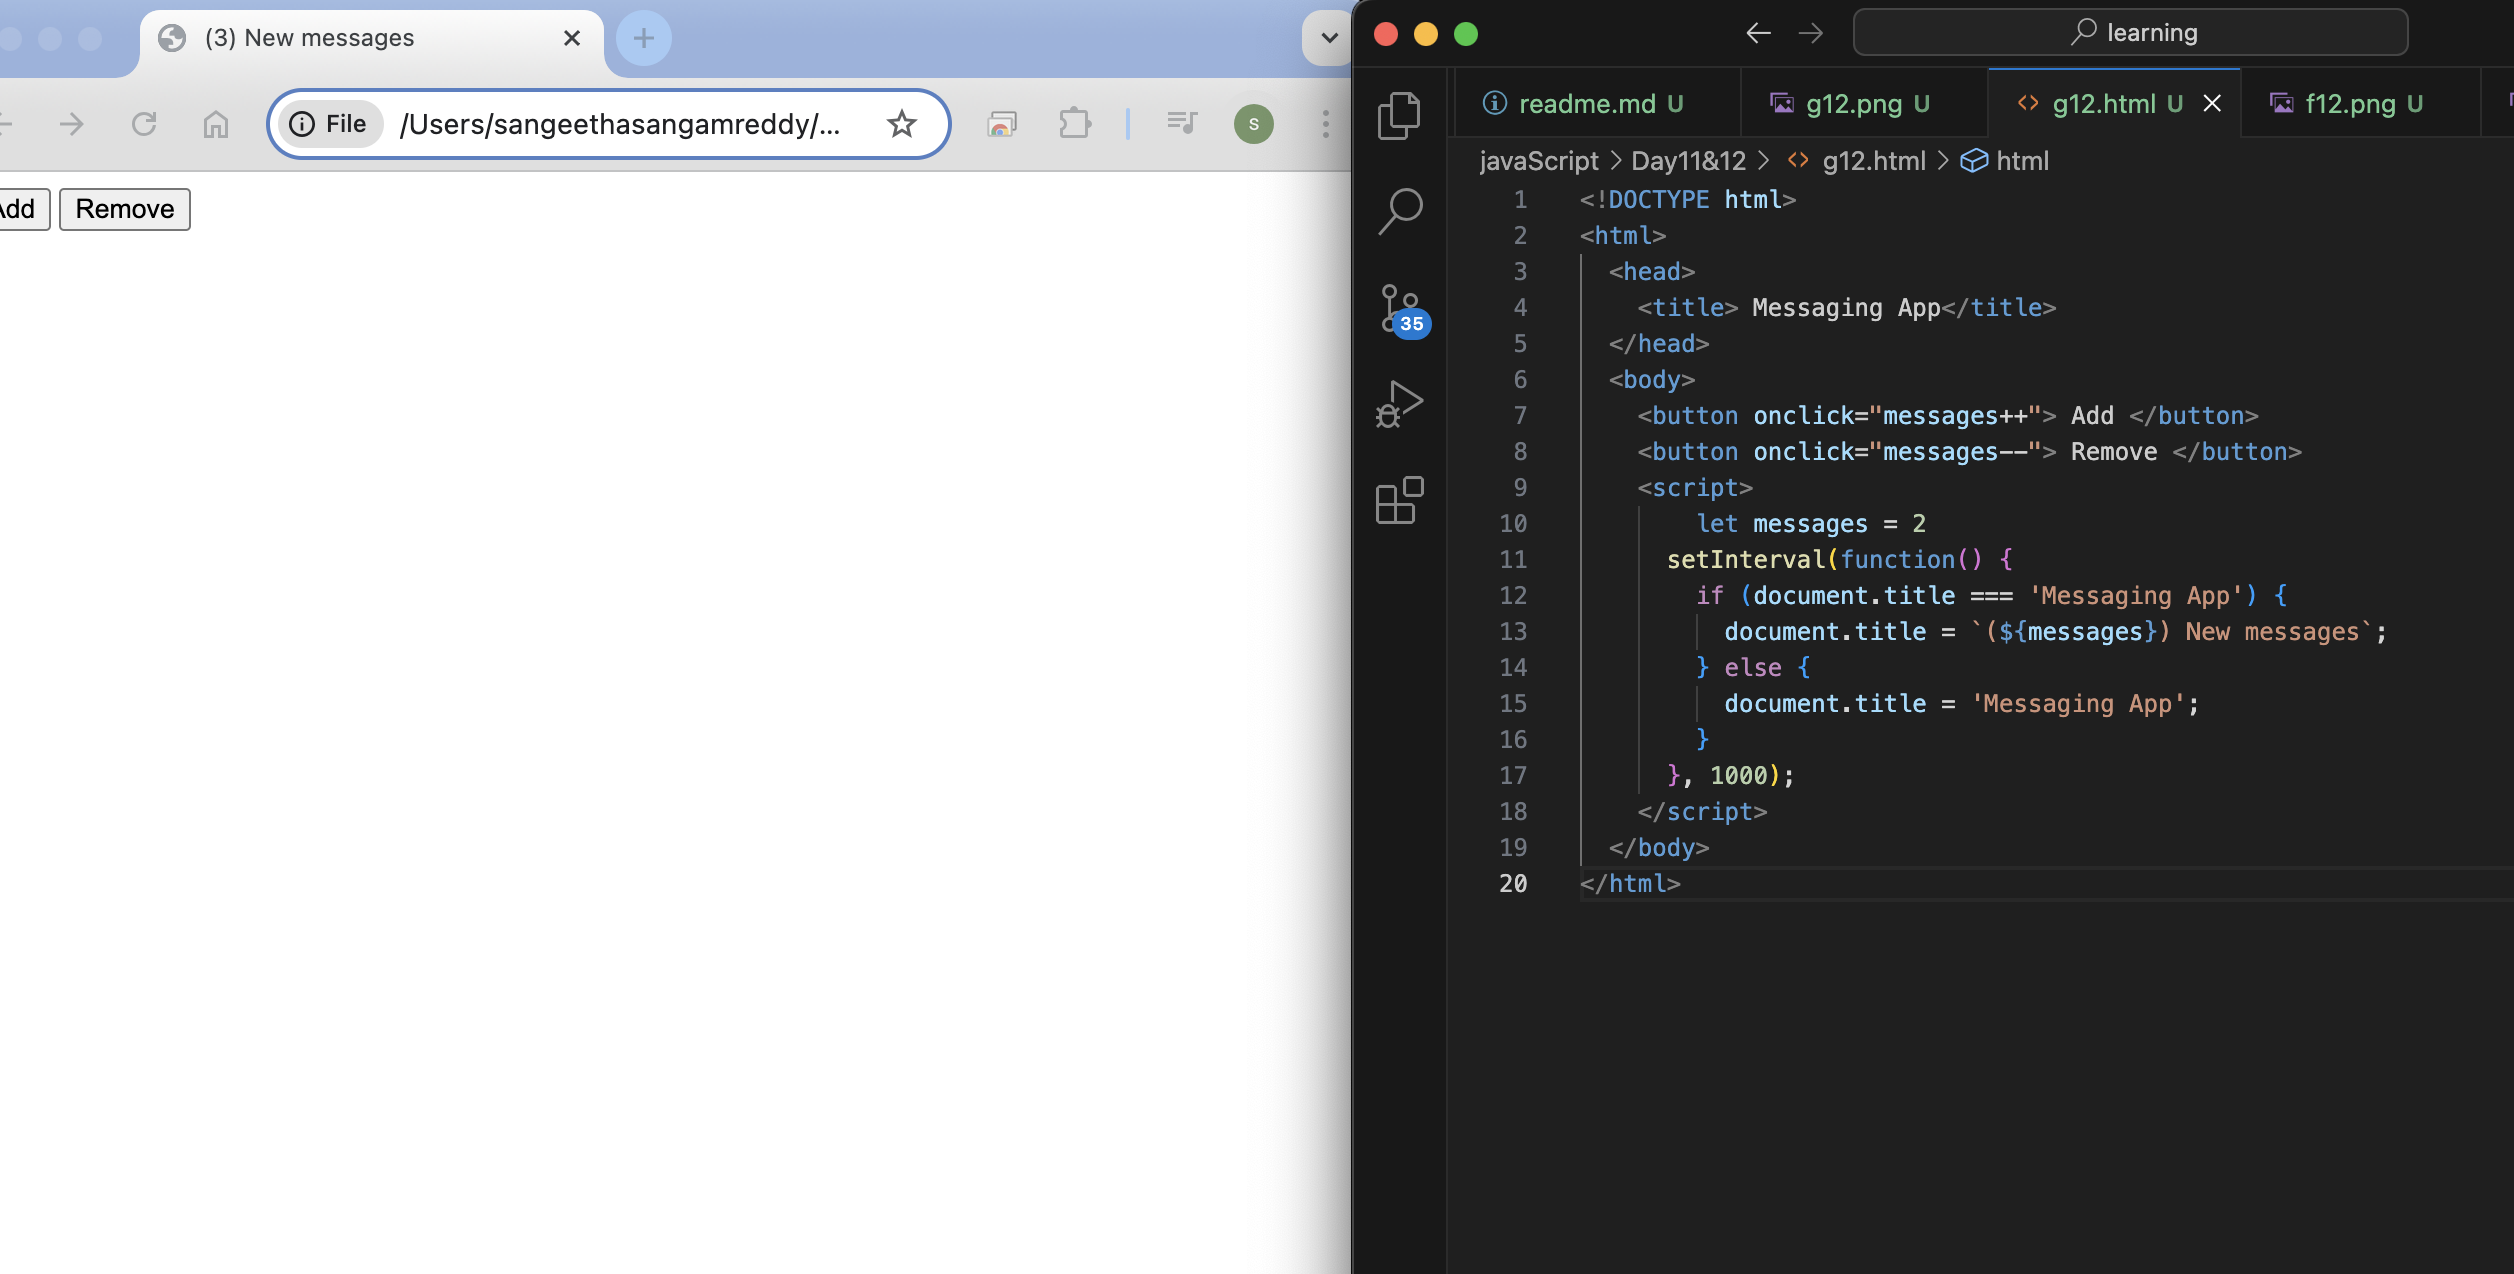 (3) New messages
File /Users/sangeethasangamreddy/...
S
Add Remove
learning
readme.md U g12.png U g12.html U f12.png U
javaScript > Day11&12 > g12.html > html
35
1 <!DOCTYPE html>
2 <html>
3 <head>
4 <title> Messaging App</title>
5 </head>
6 <body>
7 <button onclick="messages++"> Add </button>
8 <button onclick="messages--"> Remove </button>
9 <script>
10 let messages = 2
11 setInterval(function() {
12 if (document.title === 'Messaging App') {
13 document.title = `(${messages}) New messages`;
14 } else {
15 document.title = 'Messaging App';
16 }
17 }, 1000);
18 </script>
19 </body>
20 </html>